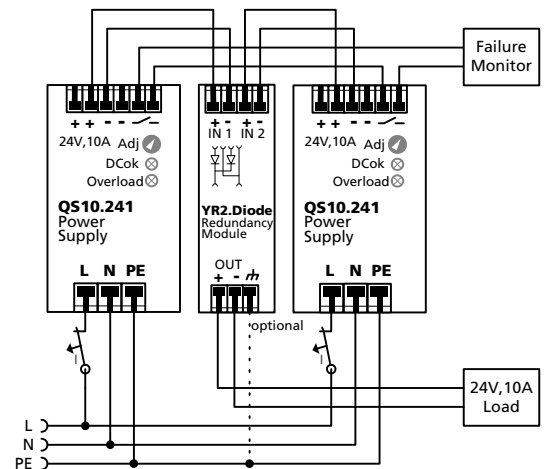 Failure
Monitor
+ + - -
24V,10A Adj
DCok
Overload
QS10.241
Power
Supply
L N PE
+ - + -
IN 1 IN 2
YR2.Diode
Redundancy
Module
OUT
+ -
optional
+ + - -
24V,10A Adj
DCok
Overload
QS10.241
Power
Supply
L N PE
I
I
24V,10A
Load
L
N
PE